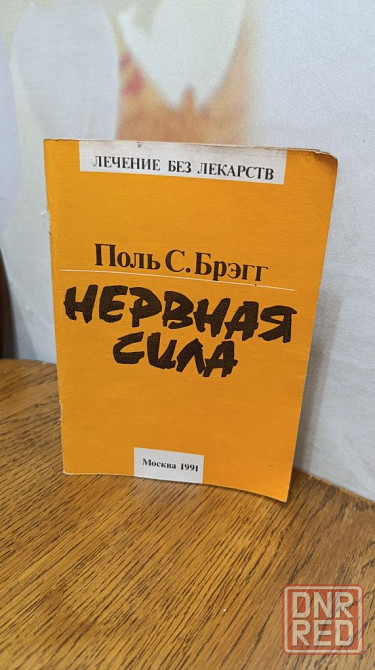 ЛЕЧЕНИЕ БЕЗ ЛЕКАРСТВ
Поль С. Брэгг
НЕРВНАЯ
СИЛА
Москва 1991
DNR
RED